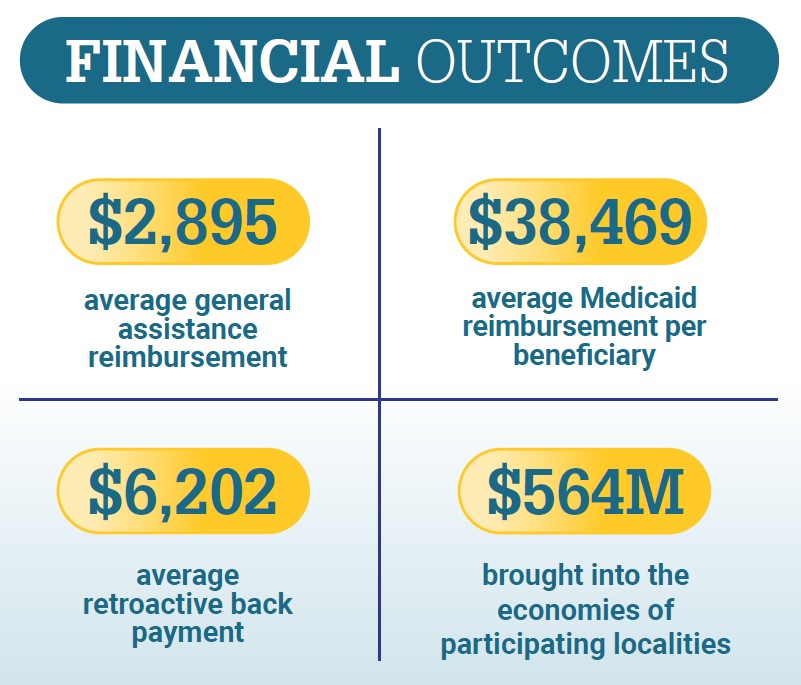 FINANCIAL OUTCOMES
$2,895
average general
assistance
reimbursement
$38,469
average Medicaid
reimbursement per
beneficiary
$6,202
average
retroactive back
payment
$564M
brought into the
economies of
participating localities